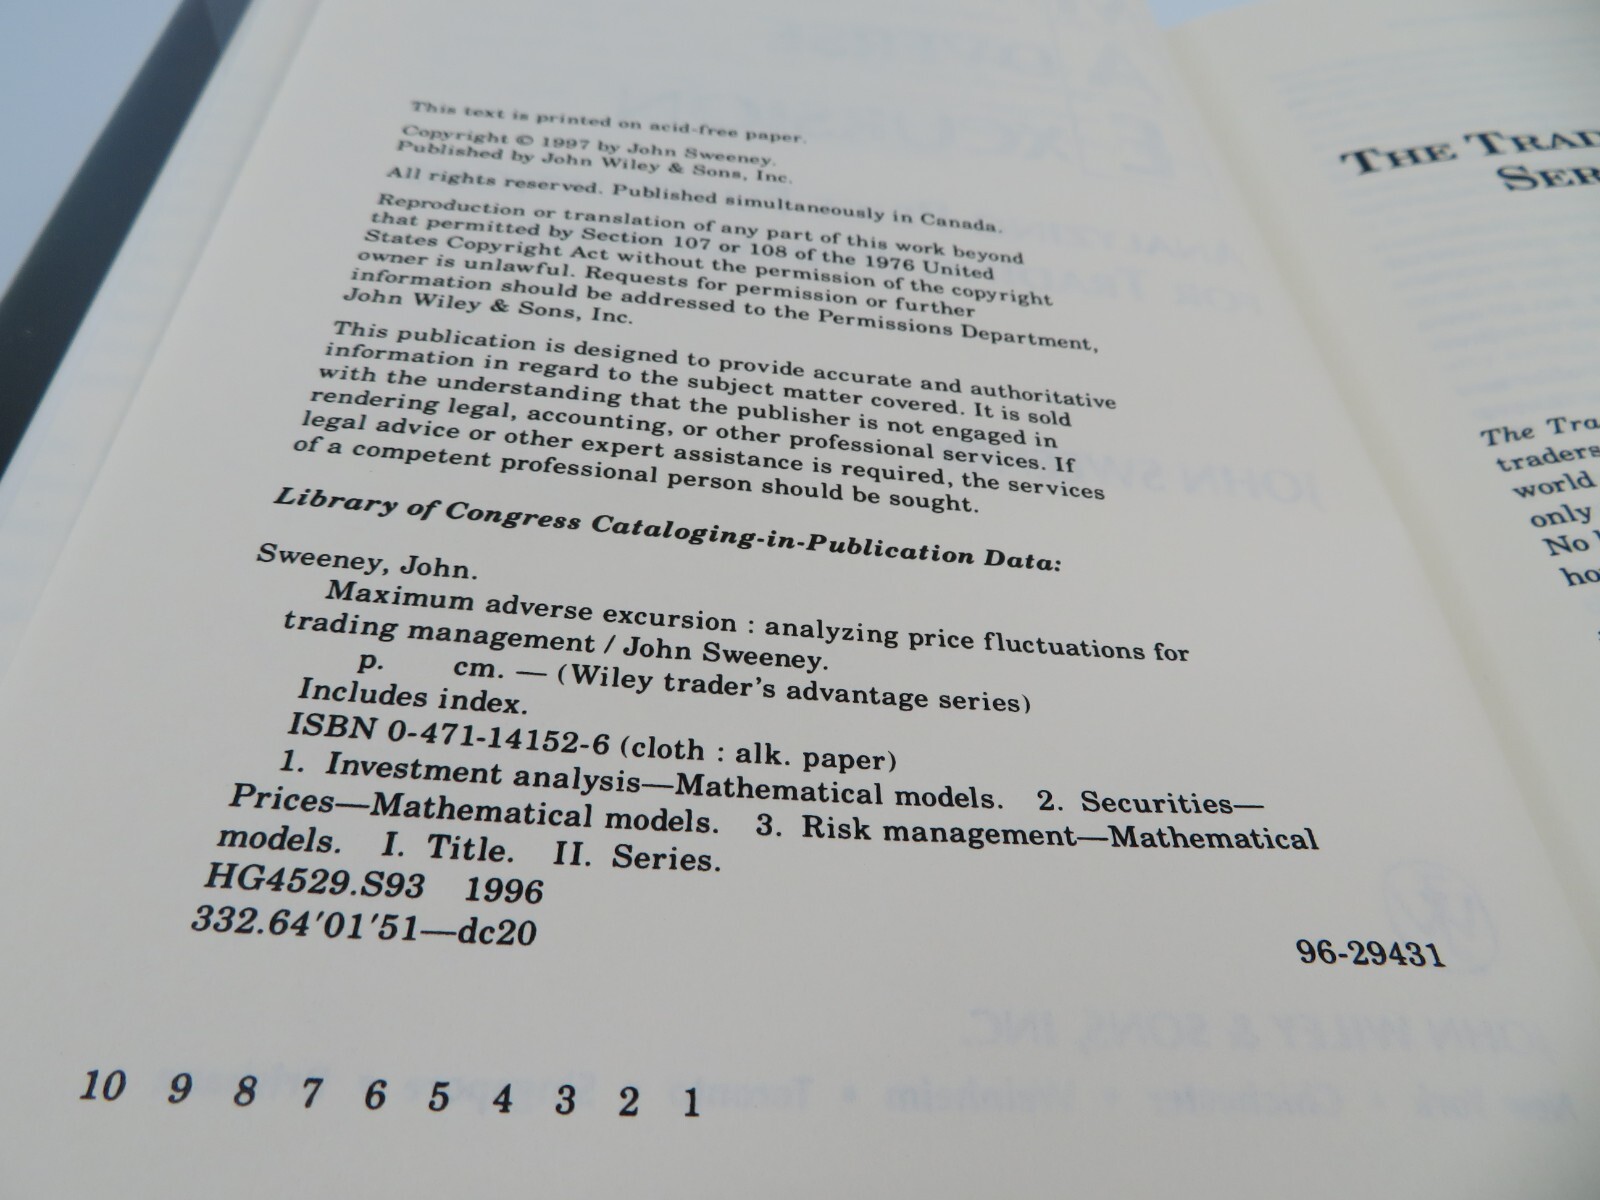 This text is printed on acid-free paper.
Copyright © 1997 by John Sweeney.
Published by John Wiley & Sons, Inc.
All rights reserved. Published simultaneously in Canada.
Reproduction or translation of any part of this work beyond
that permitted by Section 107 or 108 of the 1976 United
States Copyright Act without the permission of the copyright
owner is unlawful. Requests for permission or further
information should be addressed to the Permissions Department,
John Wiley & Sons, Inc.
This publication is designed to provide accurate and authoritative
information in regard to the subject matter covered. It is sold
with the understanding that the publisher is not engaged in
rendering legal, accounting, or other professional services. If
legal advice or other expert assistance is required, the services
of a competent professional person should be sought.
Library of Congress Cataloging-in-Publication Data:
Sweeney, John.
Maximum adverse excursion : analyzing price fluctuations for
trading management / John Sweeney.
p. cm. — (Wiley trader's advantage series)
Includes index.
ISBN 0-471-14152-6 (cloth : alk. paper)
1. Investment analysis—Mathematical models. 2. Securities—
Prices—Mathematical models. 3. Risk management—Mathematical
models. I. Title. II. Series.
HG4529.S93 1996
332.64'01'51—dc20
96-29431
10 9 8 7 6 5 4 3 2 1
THE TRAD
SER
The Tra
traders
world
only
No
ho